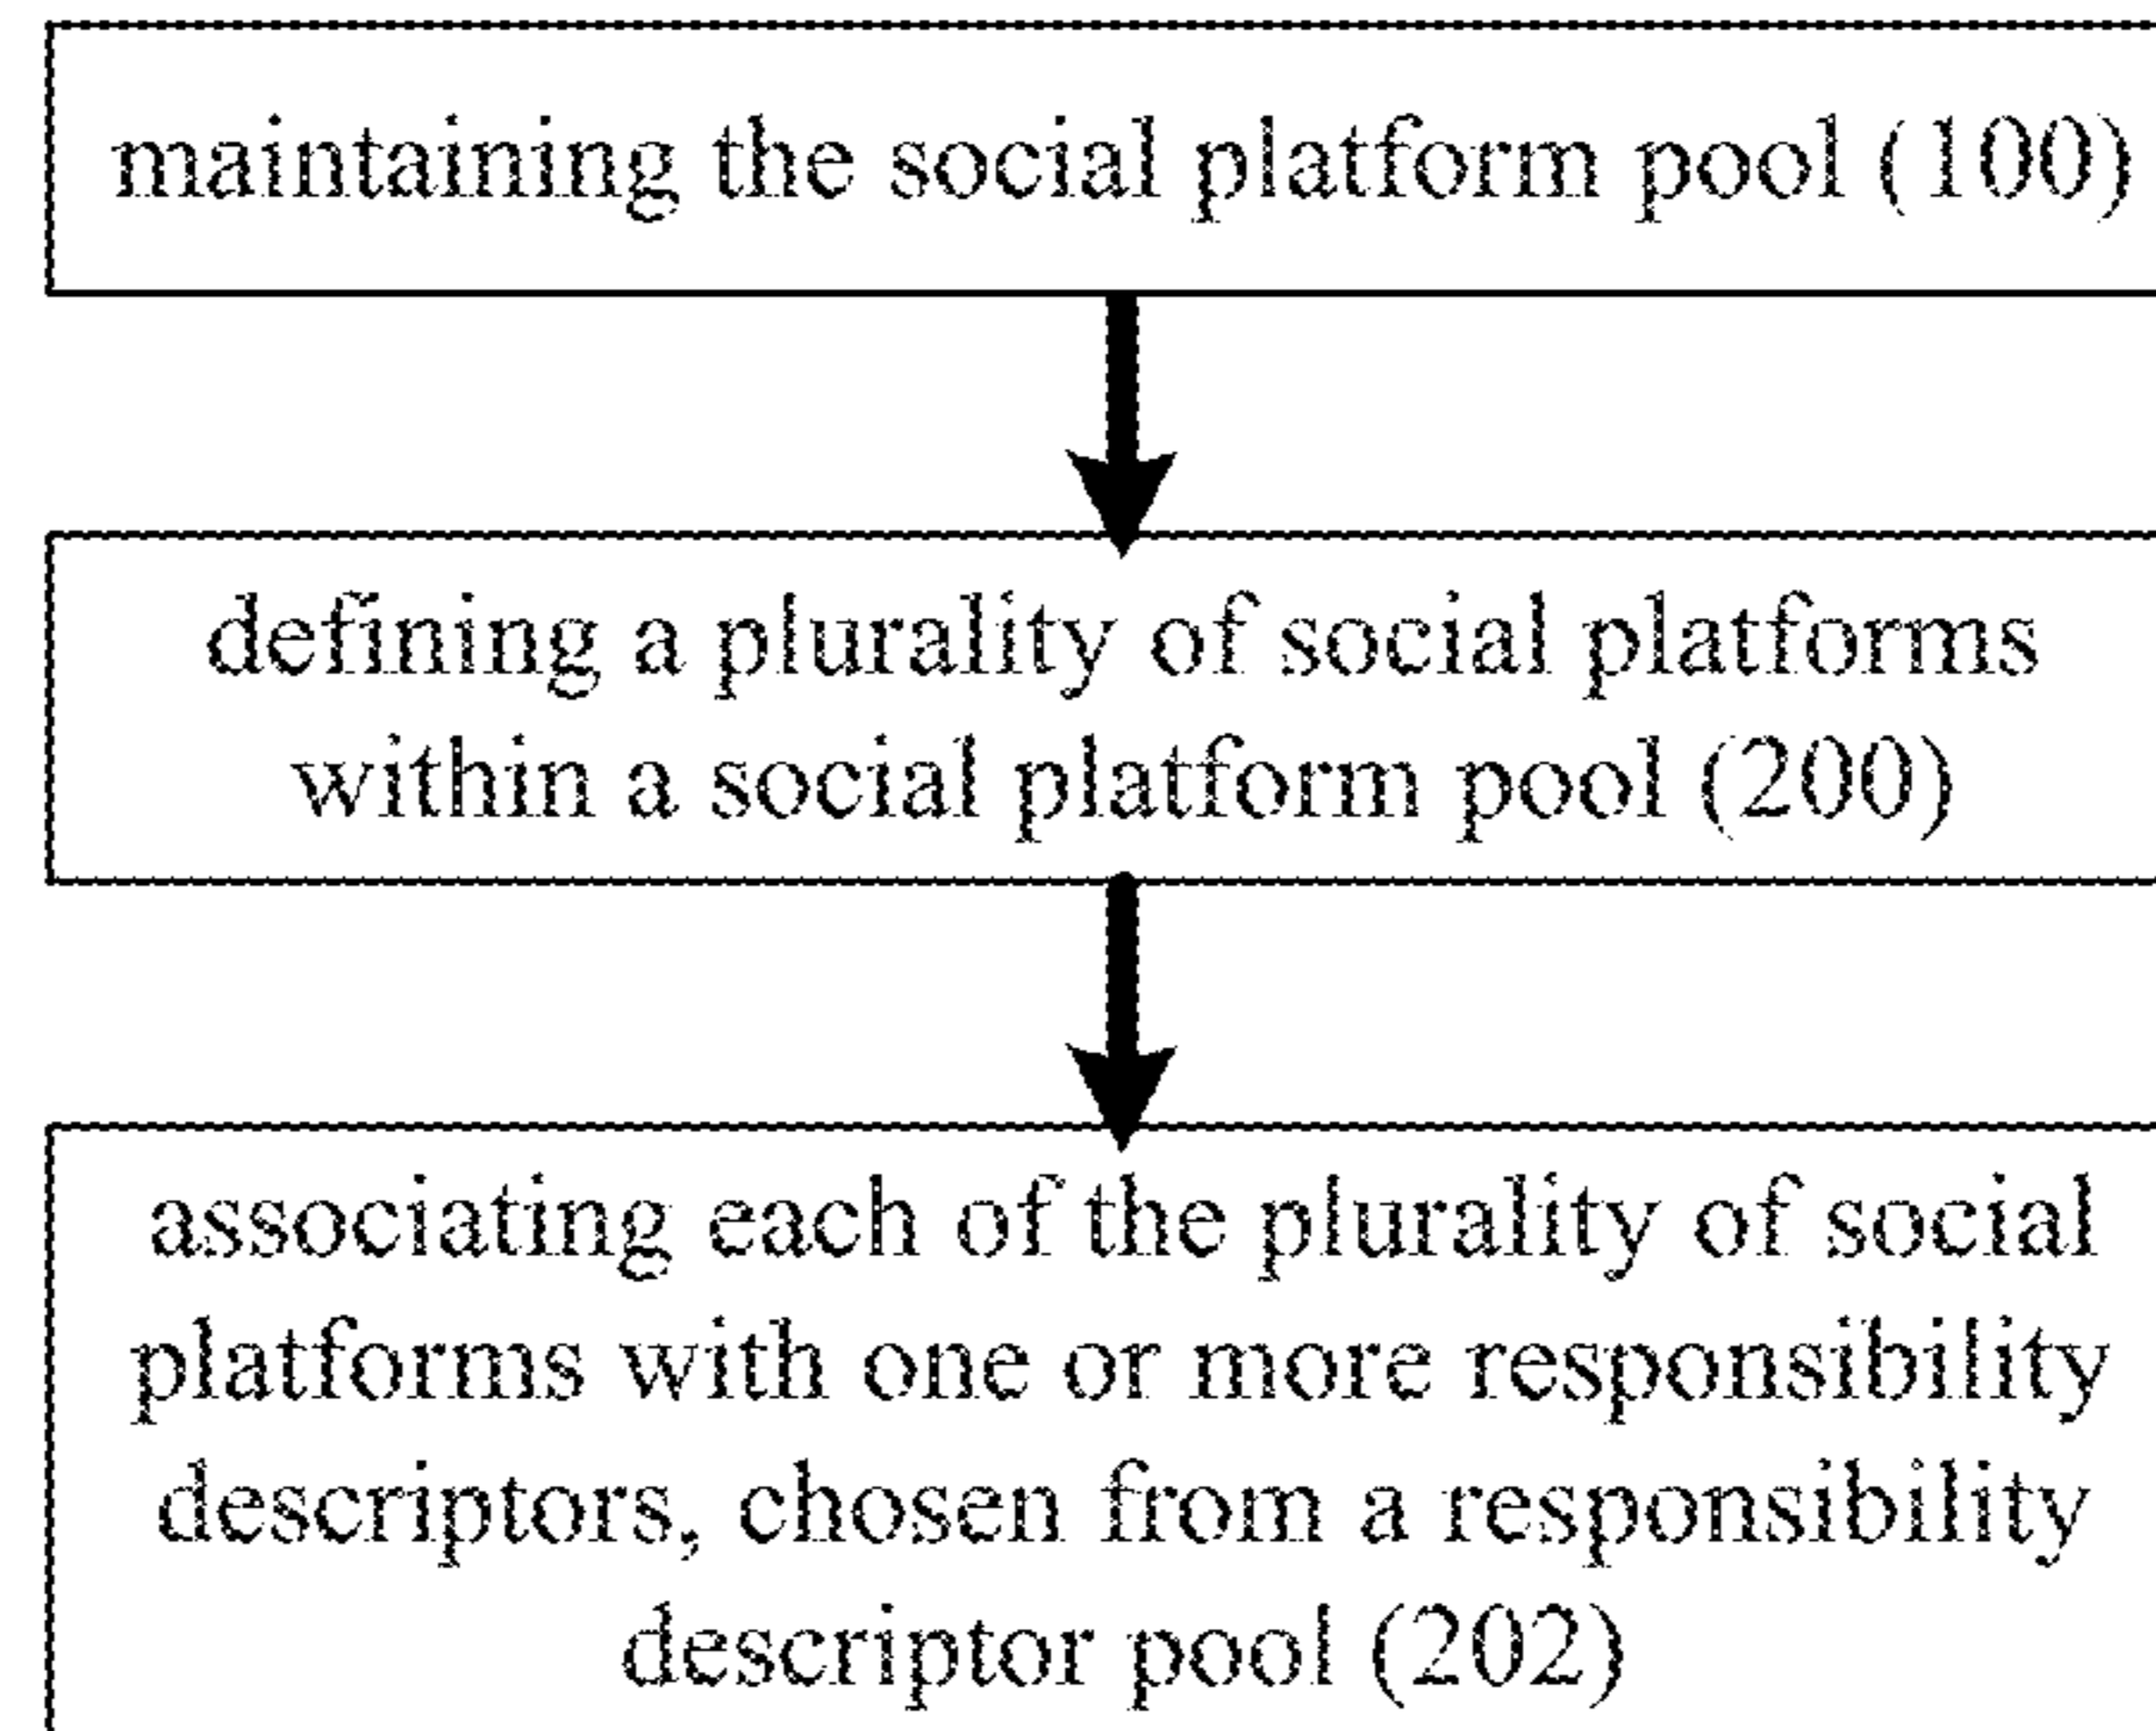 maintaining the social platform pool (100)
defining a plurality of social platforms
within a social platform pool (200)
associating each of the plurality of social
platforms with one or more responsibility
descriptors, chosen from a responsibility
descriptor pool (202)